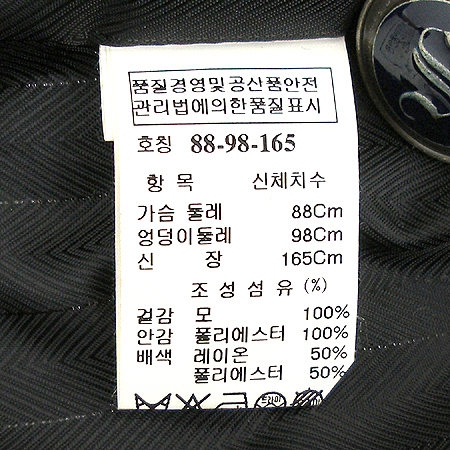 품질경영및공산품안전
관리법에의한품질표시
호칭 88-98-165
항 목 신체치수
가슴 둘레 88Cm
엉덩이둘레 98Cm
신 장 165Cm
조성섬유(%)
겉감 모 100%
안감 폴리에스터 100%
배색 레이온 50%
폴리에스터 50%
드라이